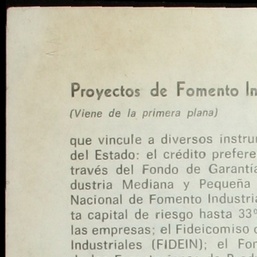 Proyectos de Fomento In
(Viene de la primera plana)
que vincule a diversos instru
del Estado: el crédito prefere
través del Fondo de Garantía
dustria Mediana y Pequeña
Nacional de Fomento Industria
ta capital de riesgo hasta 33
las empresas; el Fideicomiso d
Industriales (FIDEIN); el Fon